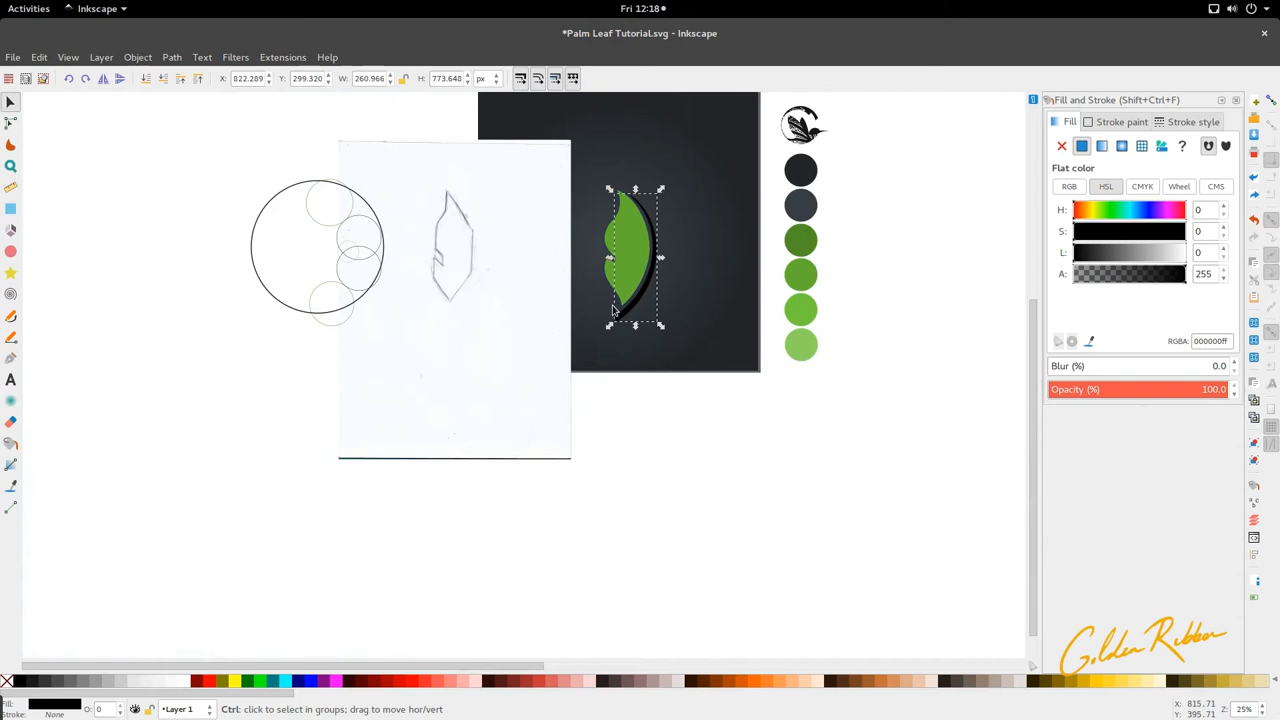 Activities
Inkscape
Fri 12:18
*Palm Leaf Tutorial.svg - Inkscape
File Edit View Layer Object Path Text Filters Extensions Help
X: 822.289 Y: 299.320 W: 260.966 H: 773.648 px
Fill and Stroke (Shift+Ctrl+F)
Fill Stroke paint Stroke style
Flat color
RGB HSL CMYK Wheel CMS
H: 0
S: 0
L: 0
A: 255
RGBA: 000000ff
Blur (%) 0.0
Opacity (%) 100.0
Golden Ribbon
Fill:
Stroke: None
O: 0
Layer 1
Ctrl: click to select in groups; drag to move hor/vert
X: 815.71
Y: 395.71
Z: 25%